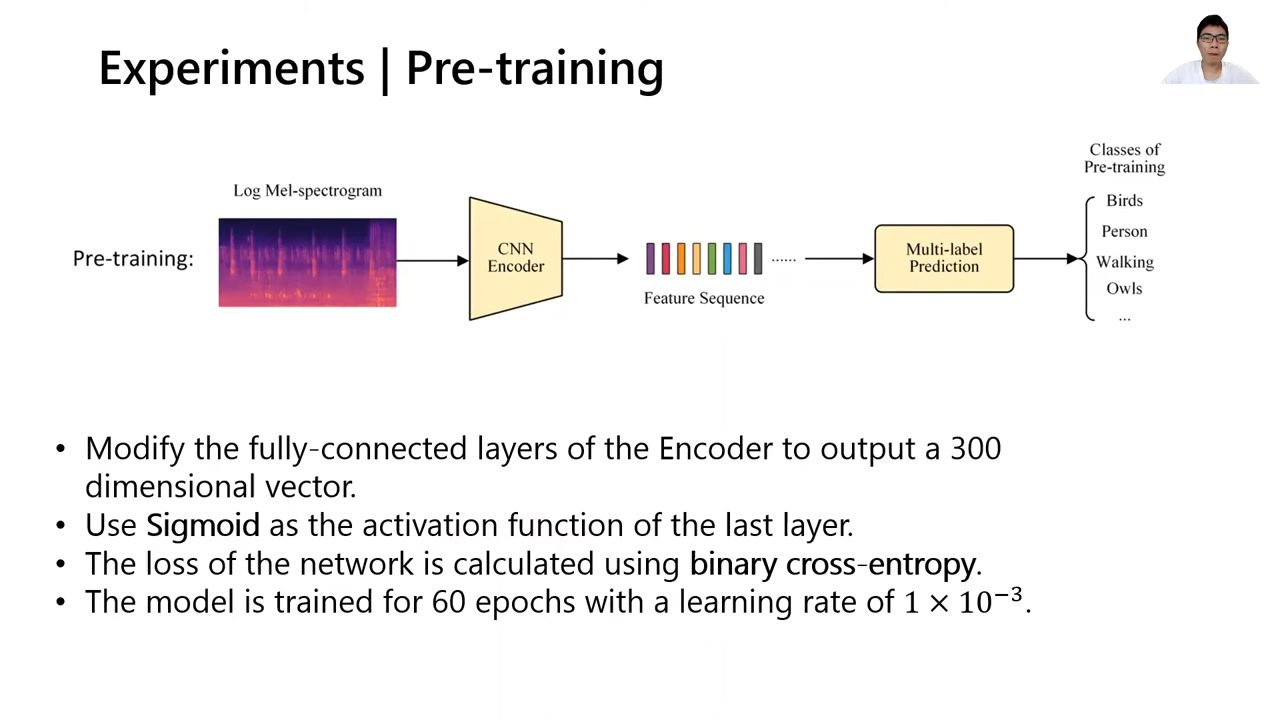 Experiments | Pre-training
Classes of
Pre-training
Log Mel-spectrogram
Birds
Person
Walking
Owls
...
Pre-training:
CNN
Encoder
......
Feature Sequence
Multi-label
Prediction
• Modify the fully-connected layers of the Encoder to output a 300
dimensional vector.
• Use Sigmoid as the activation function of the last layer.
• The loss of the network is calculated using binary cross-entropy.
• The model is trained for 60 epochs with a learning rate of 1 × 10⁻³.